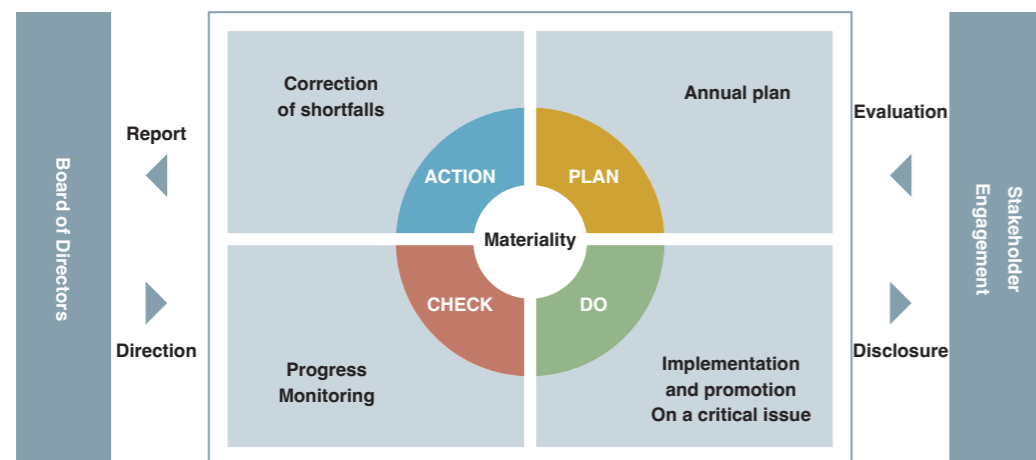 Board of Directors
Report
Direction
Correction
of shortfalls
ACTION
Annual plan
PLAN
Materiality
CHECK
Progress
Monitoring
DO
Implementation
and promotion
On a critical issue
Evaluation
Disclosure
Stakeholder
Engagement